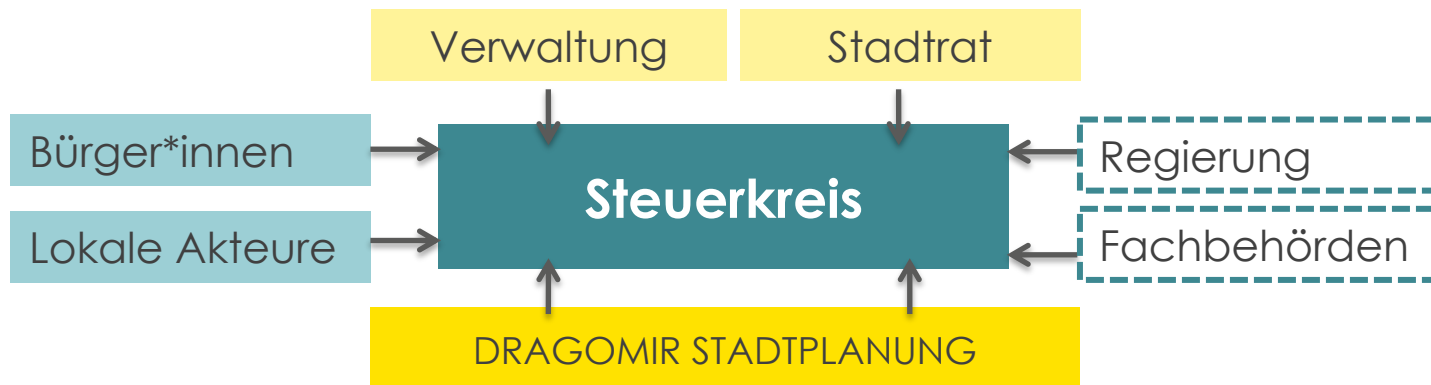 Verwaltung
Stadtrat
Bürger*innen
Regierung
Steuerkreis
Lokale Akteure
Fachbehörden
DRAGOMIR STADTPLANUNG